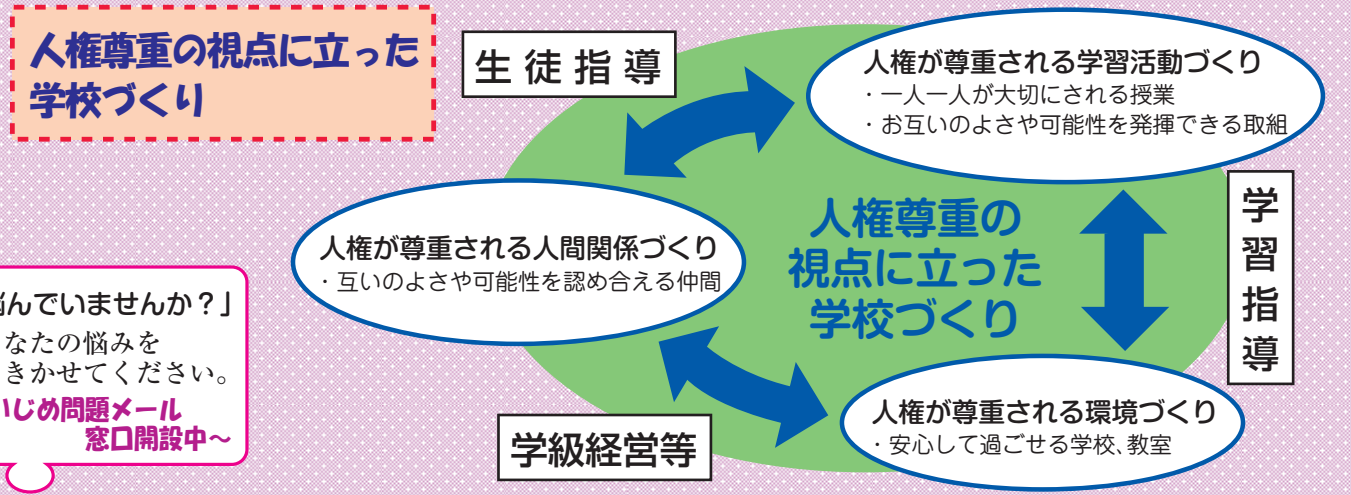 人権尊重の視点に立った
学校づくり
生徒指導
人権が尊重される学習活動づくり
・一人一人が大切にされる授業
・お互いのよさや可能性を発揮できる取組
人権が尊重される人間関係づくり
・互いのよさや可能性を認め合える仲間
人権尊重の
視点に立った
学校づくり
学習指導
人権が尊重される環境づくり
・安心して過ごせる学校、教室
学級経営等
んでいませんか？」
なたの悩みを
きかせてください。
じめ問題メール
窓口開設中～